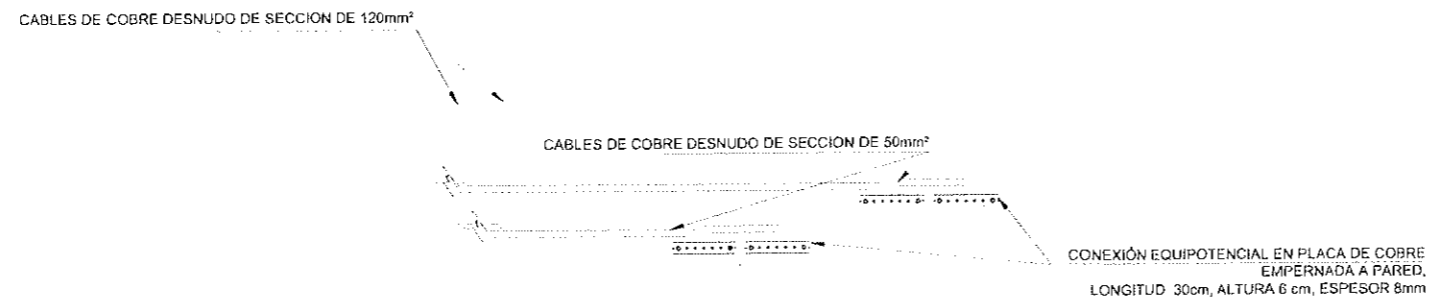 CABLES DE COBRE DESNUDO DE SECCION DE 120mm²
CABLES DE COBRE DESNUDO DE SECCION DE 50mm²
CONEXIÓN EQUIPOTENCIAL EN PLACA DE COBRE
EMPERNADA A PARED,
LONGITUD 30cm, ALTURA 6 cm, ESPESOR 8mm